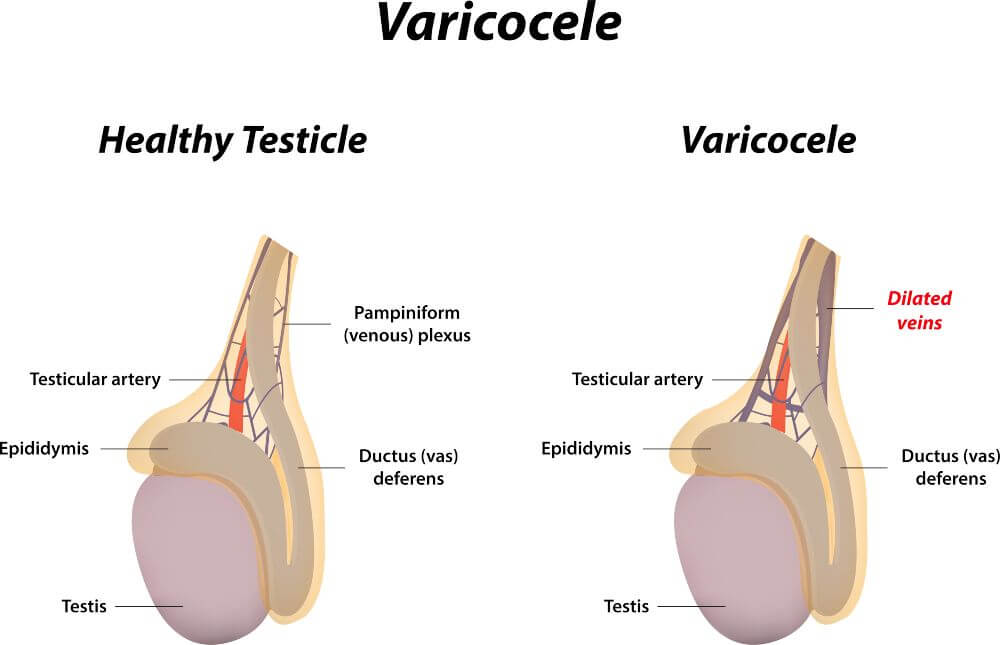 Varicocele
Healthy Testicle
Varicocele
Pampiniform
(venous) plexus
Testicular artery
Epididymis
Ductus (vas)
deferens
Testis
Dilated
veins
Testicular artery
Epididymis
Ductus (vas)
deferens
Testis